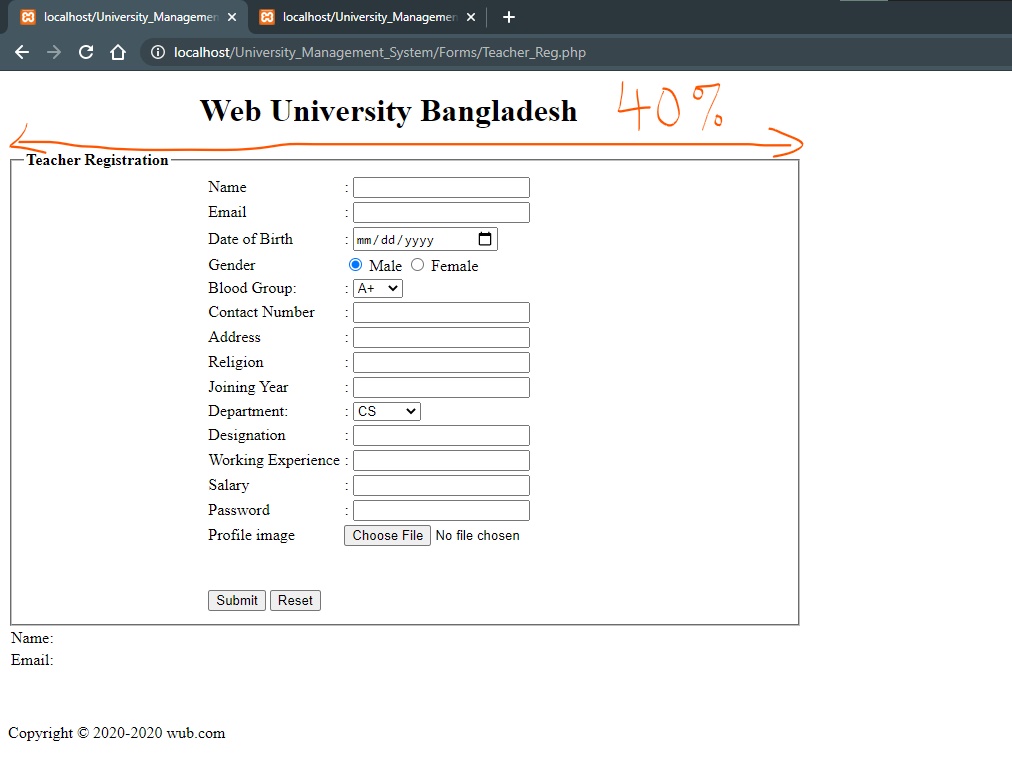 localhost/University_Managemen localhost/University_Managemen
localhost/University_Management_System/Forms/Teacher_Reg.php
Web University Bangladesh 40%
Teacher Registration
Name :
Email :
Date of Birth : mm/dd/yyyy
Gender Male Female
Blood Group: : A+
Contact Number :
Address :
Religion :
Joining Year :
Department: : CS
Designation :
Working Experience :
Salary :
Password :
Profile image Choose File No file chosen
Submit Reset
Name:
Email:
Copyright © 2020-2020 wub.com